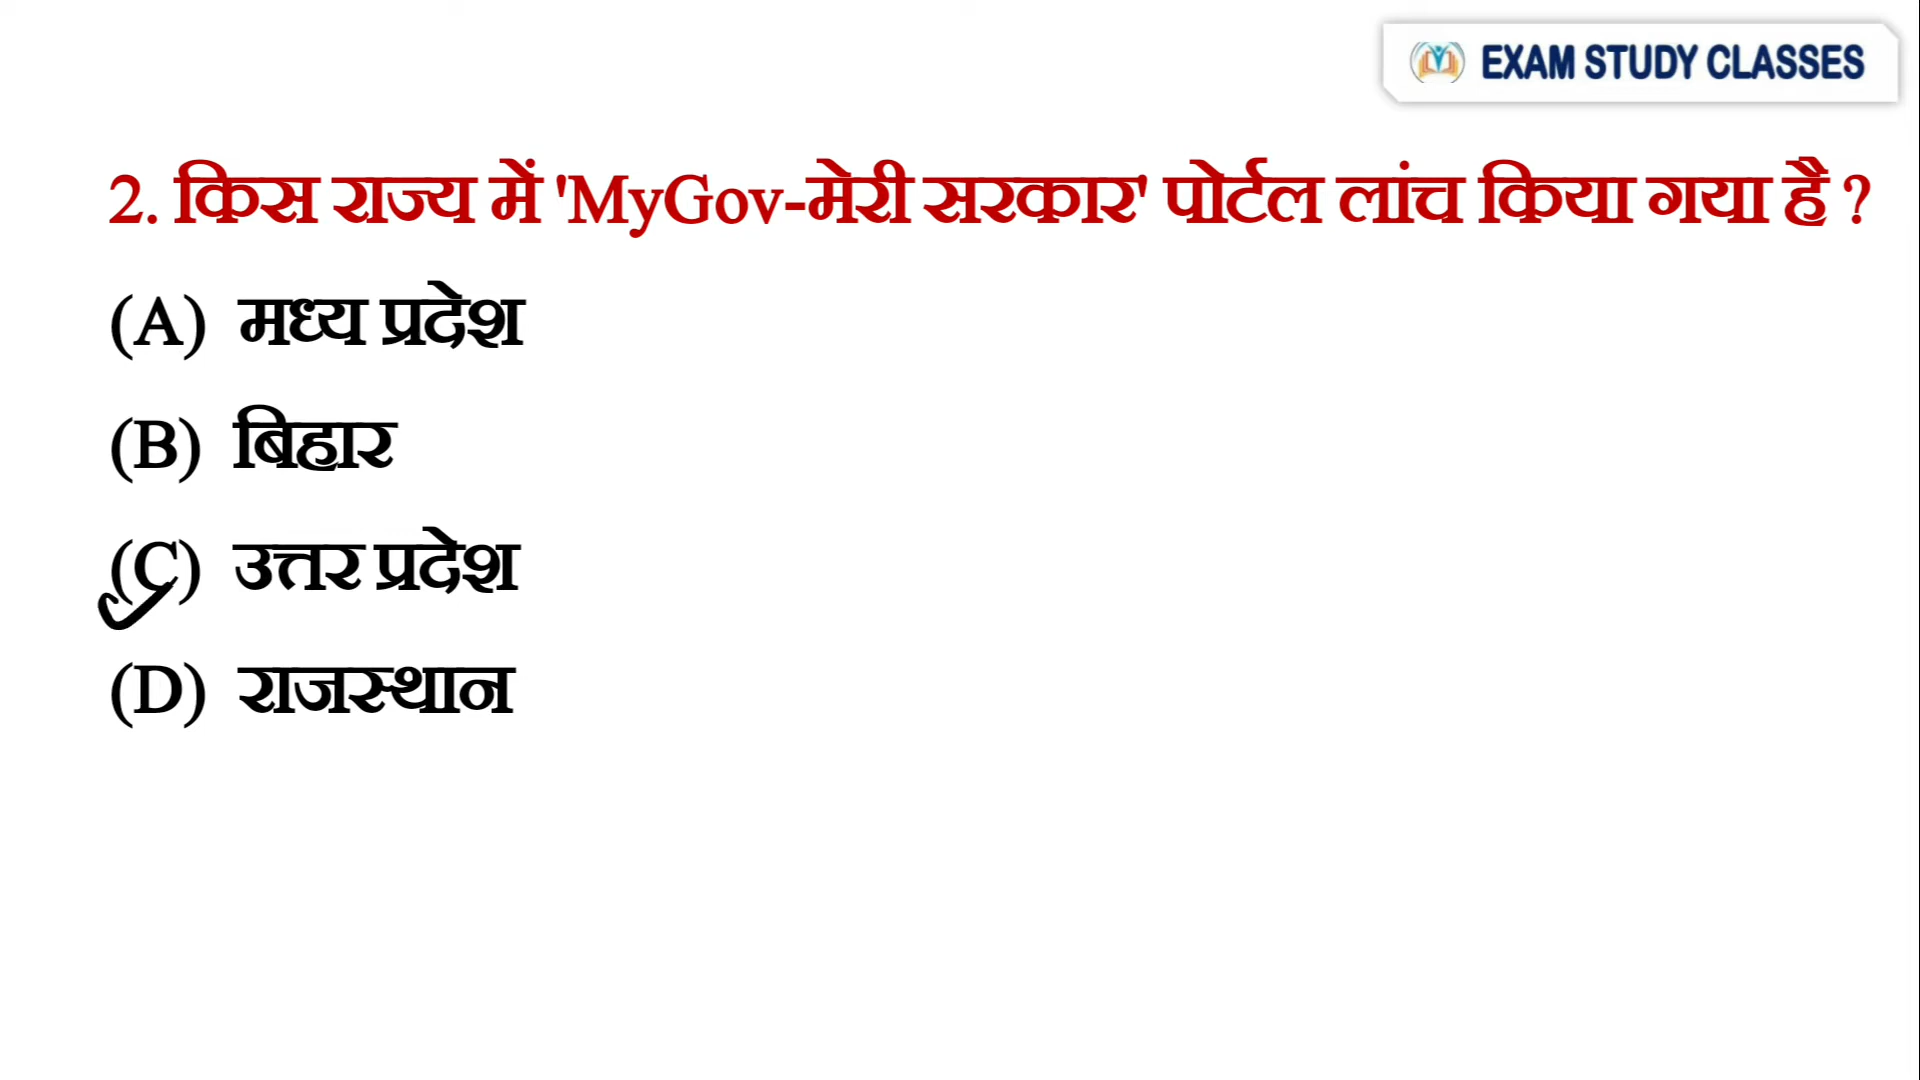 EXAM STUDY CLASSES
2. किस राज्य में 'MyGov-मेरी सरकार' पोर्टल लांच किया गया है ?
(A) मध्य प्रदेश
(B) बिहार
(C) उत्तर प्रदेश
(D) राजस्थान